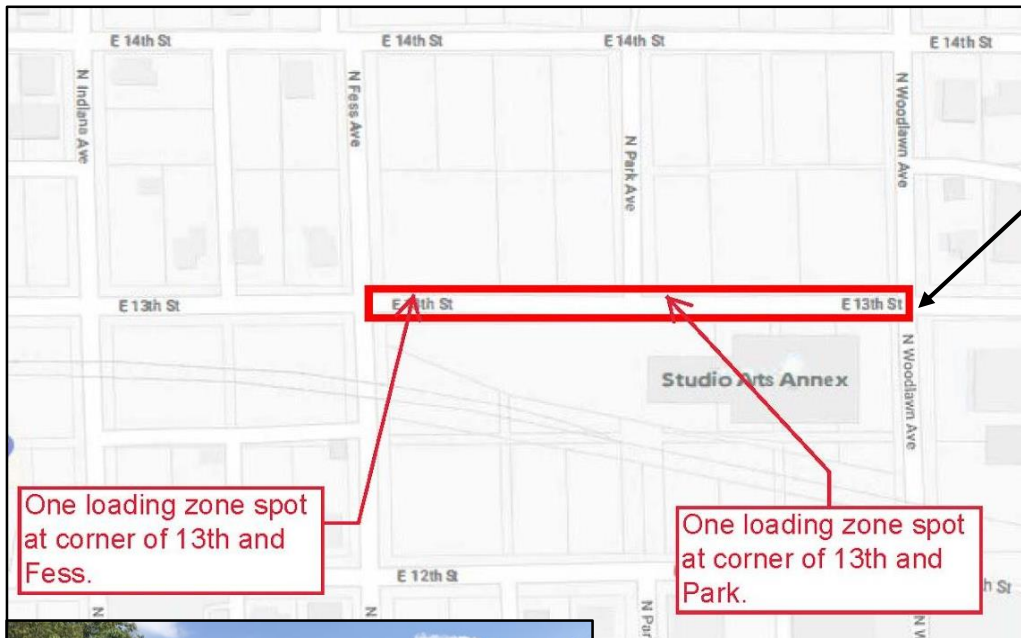 E 14th St
E 14th St
E 14th St
E 14th St
N Indiana Ave
N Fess Ave
N Park Ave
N Woodlawn Ave
E 13th St
E 13th St
E 13th St
Studio Arts Annex
N Woodlawn Ave
One loading zone spot
at corner of 13th and
Fess.
One loading zone spot
at corner of 13th and
Park.
E 12th St
h St
N
N
N Par
N W